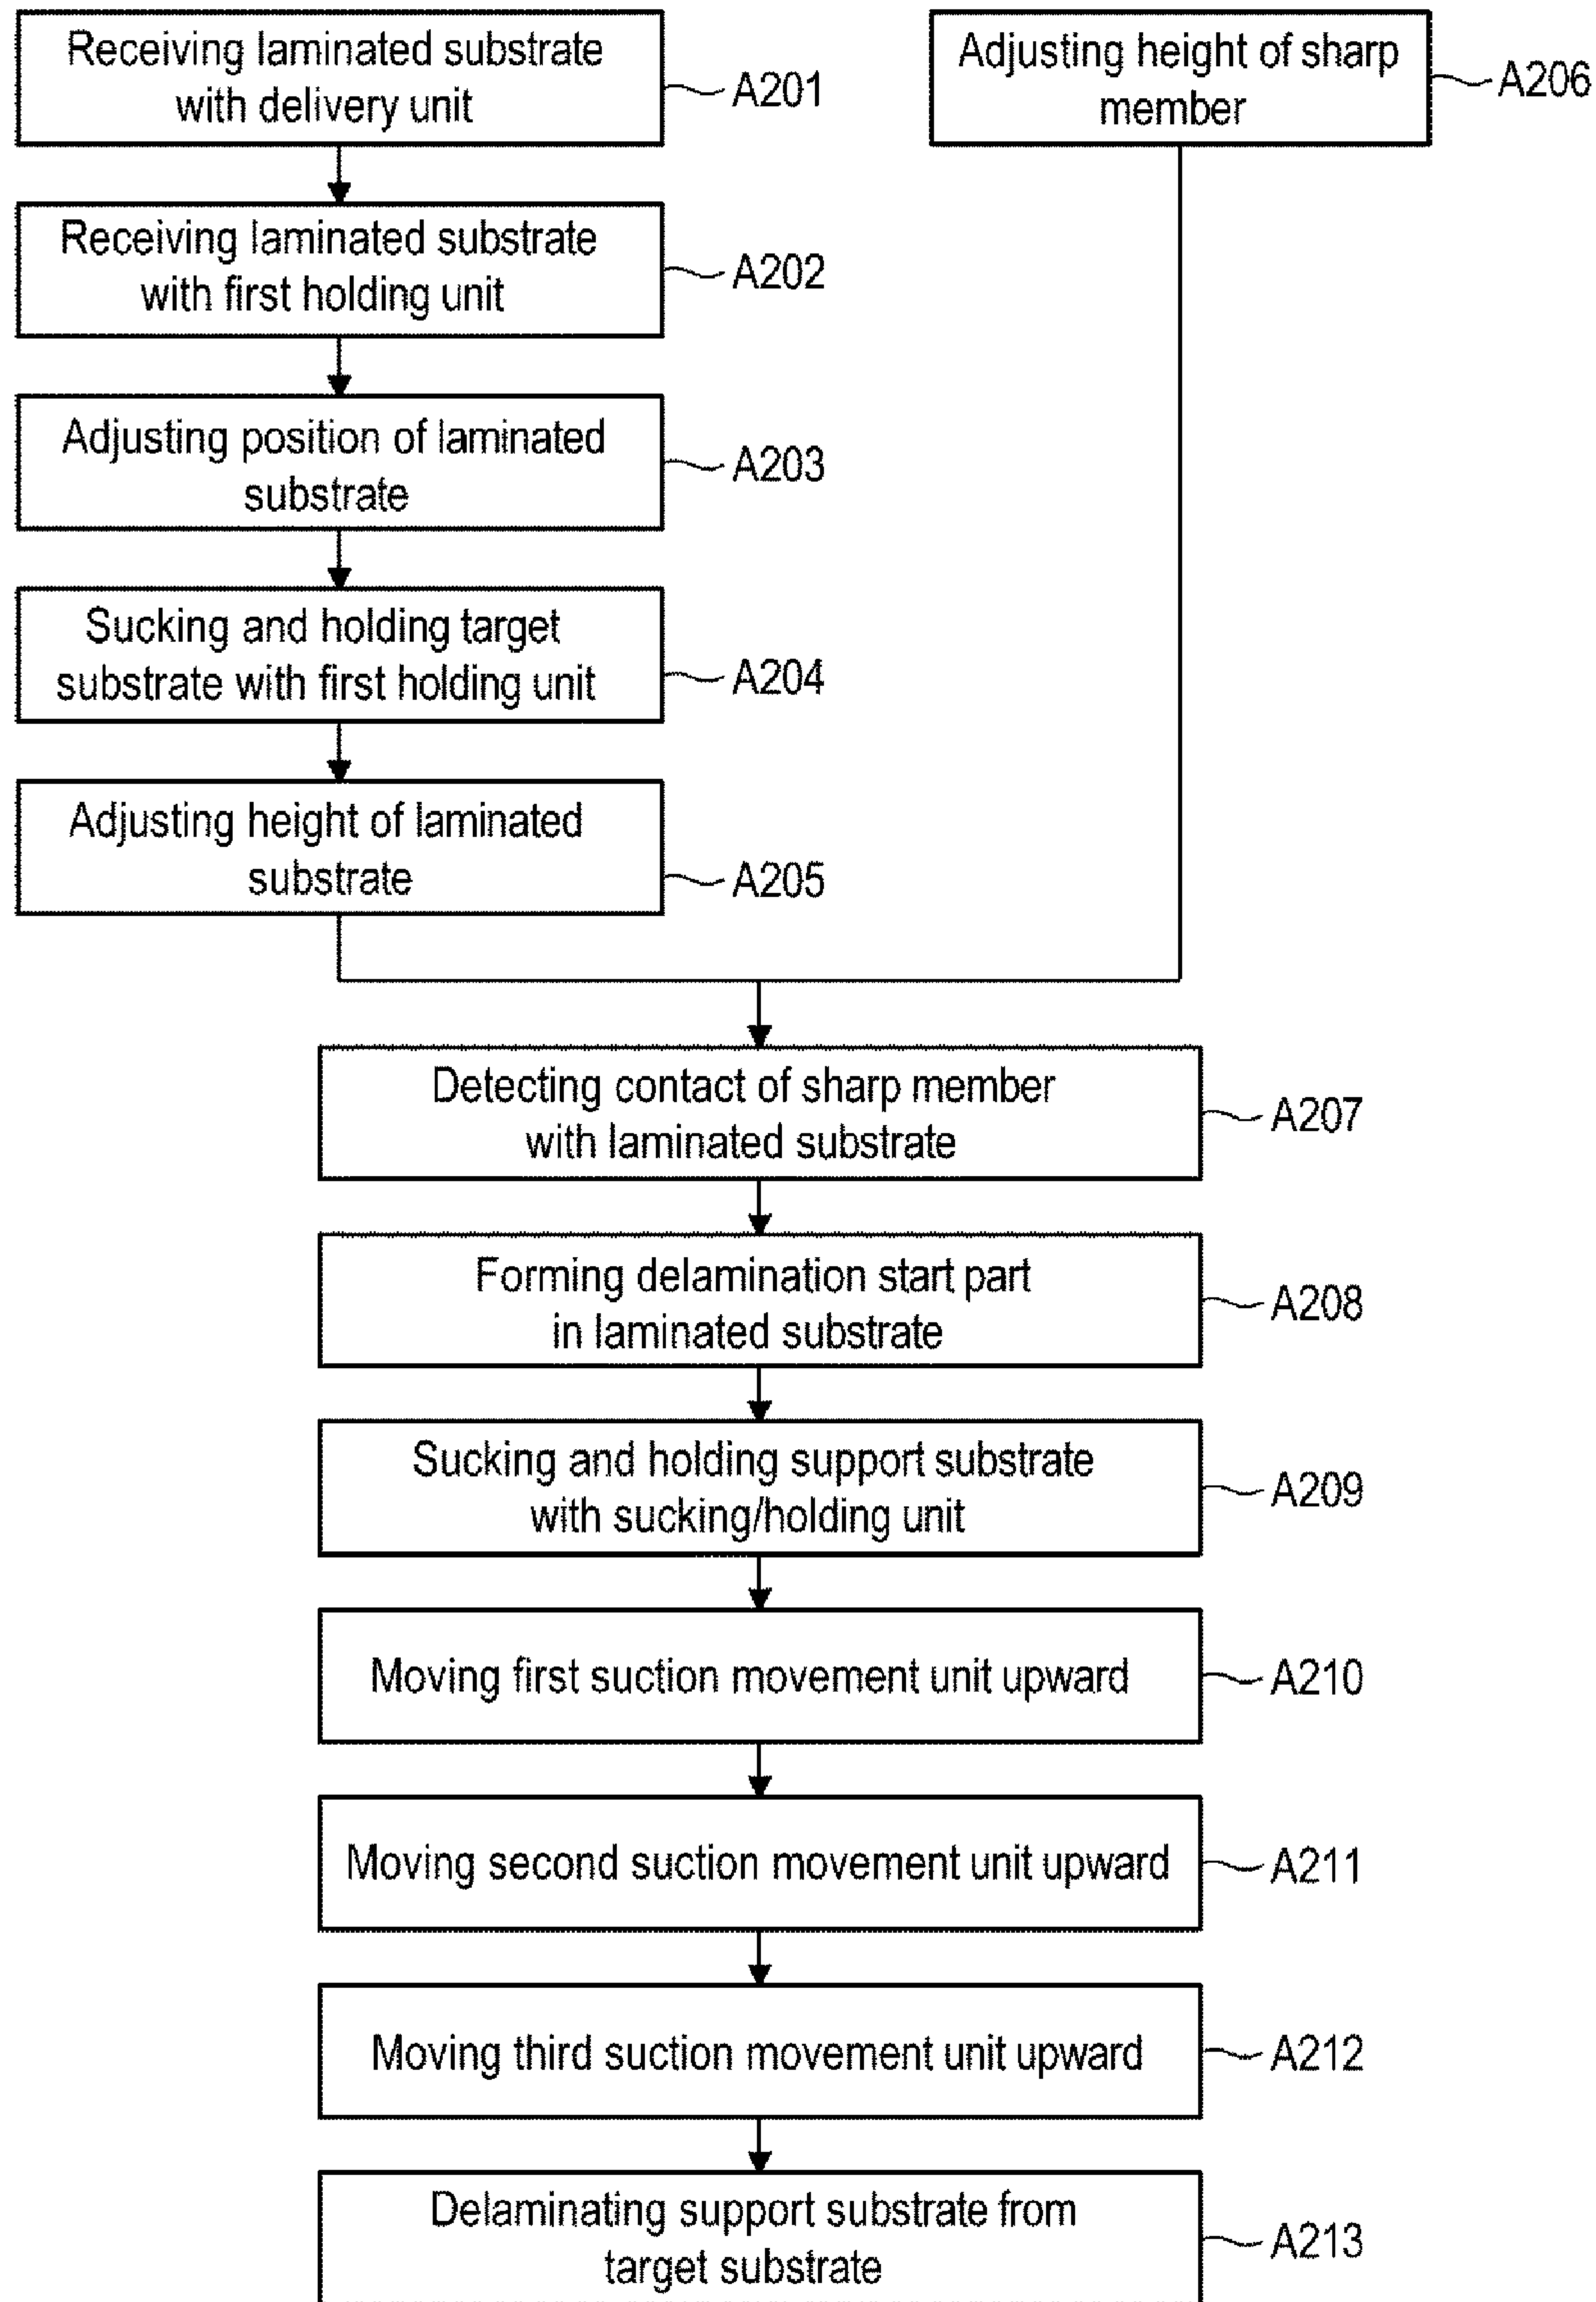 Receiving laminated substrate
with delivery unit
A201
Adjusting height of sharp
member
A206
Receiving laminated substrate
with first holding unit
A202
Adjusting position of laminated
substrate
A203
Sucking and holding target
substrate with first holding unit
A204
Adjusting height of laminated
substrate
A205
Detecting contact of sharp member
with laminated substrate
A207
Forming delamination start part
in laminated substrate
A208
Sucking and holding support substrate
with sucking/holding unit
A209
Moving first suction movement unit upward
A210
Moving second suction movement unit upward
A211
Moving third suction movement unit upward
A212
Delaminating support substrate from
target substrate
A213